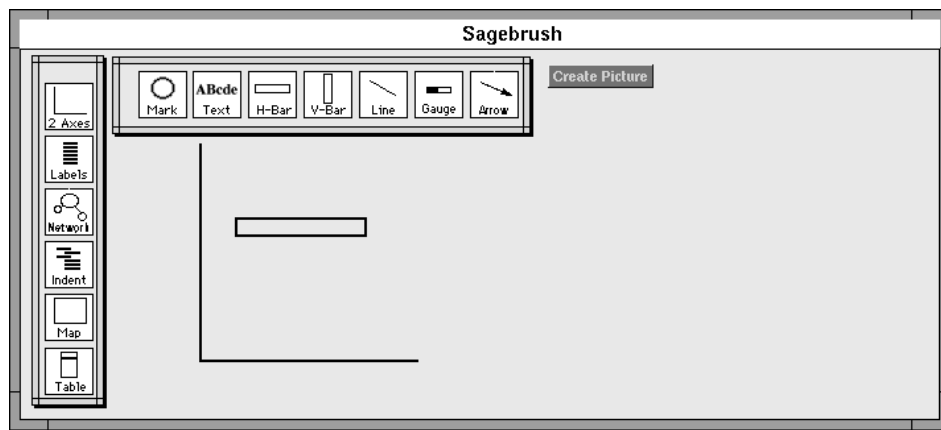 Sagebrush
Create Picture
ABcde
Mark
Text
H-Bar
V-Bar
Line
Gauge
Arrow
2 Axes
Labels
Network
Indent
Map
Table